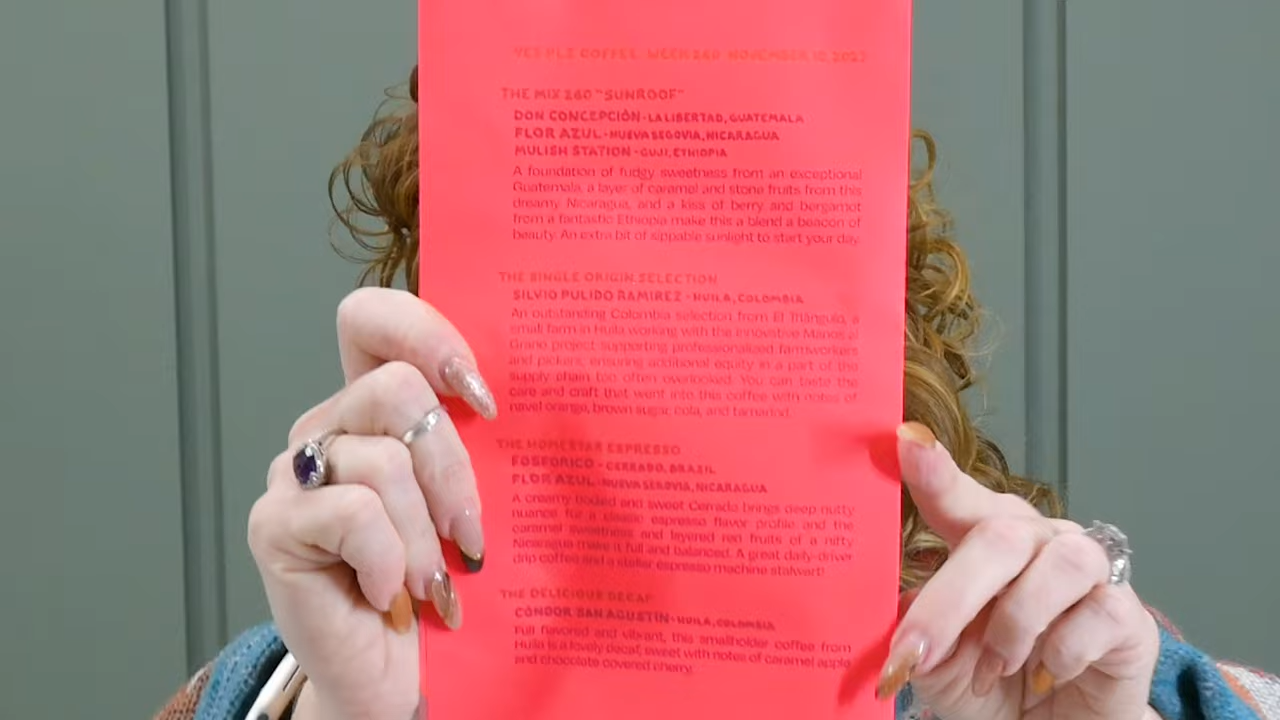 YES PLZ COFFEE WEEK 260 NOVEMBER 10, 2023
THE MIX 260 "SUNROOF"
DON CONCEPCIÓN - LA LIBERTAD, GUATEMALA
FLOR AZUL - NUEVA SEGOVIA, NICARAGUA
MULISH STATION - GUJI, ETHIOPIA
A foundation of fudgy sweetness from an exceptional
Guatemala, a layer of caramel and stone fruits from this
dreamy Nicaragua, and a kiss of berry and bergamot
from a fantastic Ethiopia make this a blend a beacon of
beauty. An extra bit of sippable sunlight to start your day.
THE SINGLE ORIGIN SELECTION
SILVIO PULIDO RAMIREZ - HUILA, COLOMBIA
An outstanding Colombia selection from El Triangulo, a
small farm in Huila working with the innovative Manos al
Grano project supporting professionalized farmworkers
and pickers, ensuring additional equity in a part of the
supply chain too often overlooked. You can taste the
care and craft that went into this coffee with notes of
navel orange, brown sugar, cola, and tamarind.
THE HOMESTAR ESPRESSO
FOSFORICO - CERRADO, BRAZIL
FLOR AZUL - NUEVA SEGOVIA, NICARAGUA
A creamy bodied and sweet Cerrado brings deep nutty
nuance for a classic espresso flavor profile and the
caramel sweetness and layered red fruits of a nifty
Nicaragua make it full and balanced. A great daily-driver
drip coffee and a stellar espresso machine stalwart!
THE DELICIOUS DECAF
CÓNDOR SAN AGUSTIN - HUILA, COLOMBIA
Full flavored and vibrant, this smallholder coffee from
Huila is a lovely decaf, sweet with notes of caramel apple
and chocolate covered cherry.